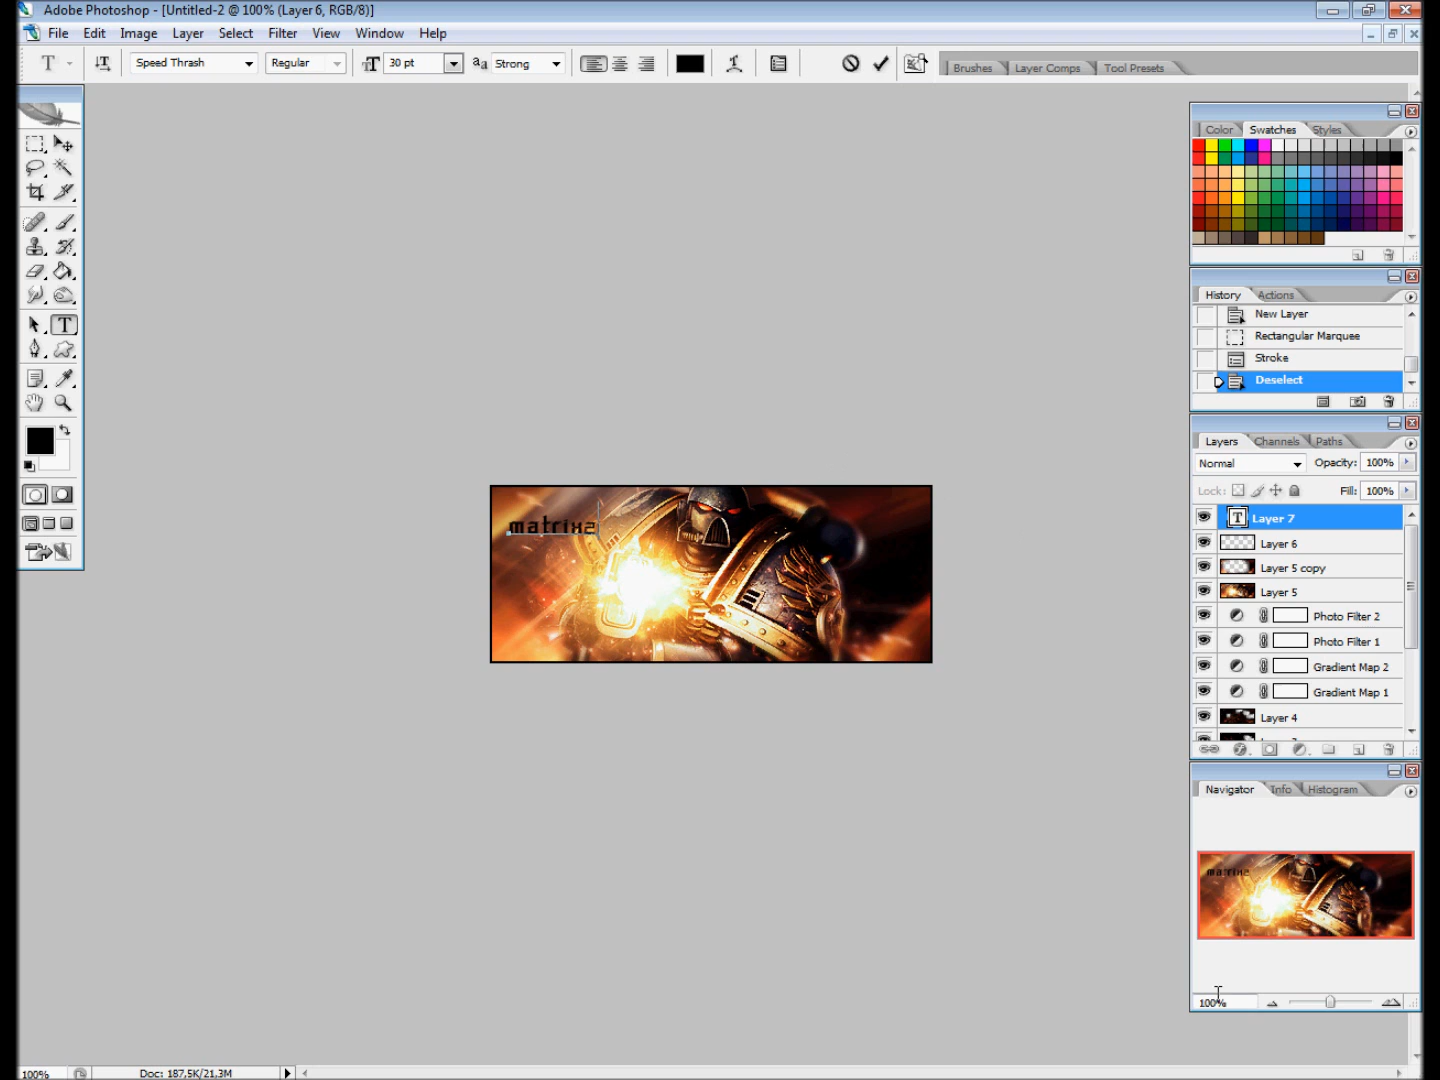 Adobe Photoshop - [Untitled-2 @ 100% (Layer 6, RGB/8)]
File Edit Image Layer Select Filter View Window Help
Speed Thrash Regular 30 pt aa Strong
Brushes Layer Comps Tool Presets
Color Swatches Styles
History Actions
New Layer
Rectangular Marquee
Stroke
Deselect
Layers Channels Paths
Normal Opacity: 100%
Lock: Fill: 100%
Layer 7
Layer 6
Layer 5 copy
Layer 5
Photo Filter 2
Photo Filter 1
Gradient Map 2
Gradient Map 1
Layer 4
matrixs
Navigator Info Histogram
100%
100% Doc: 187,5K/21,3M